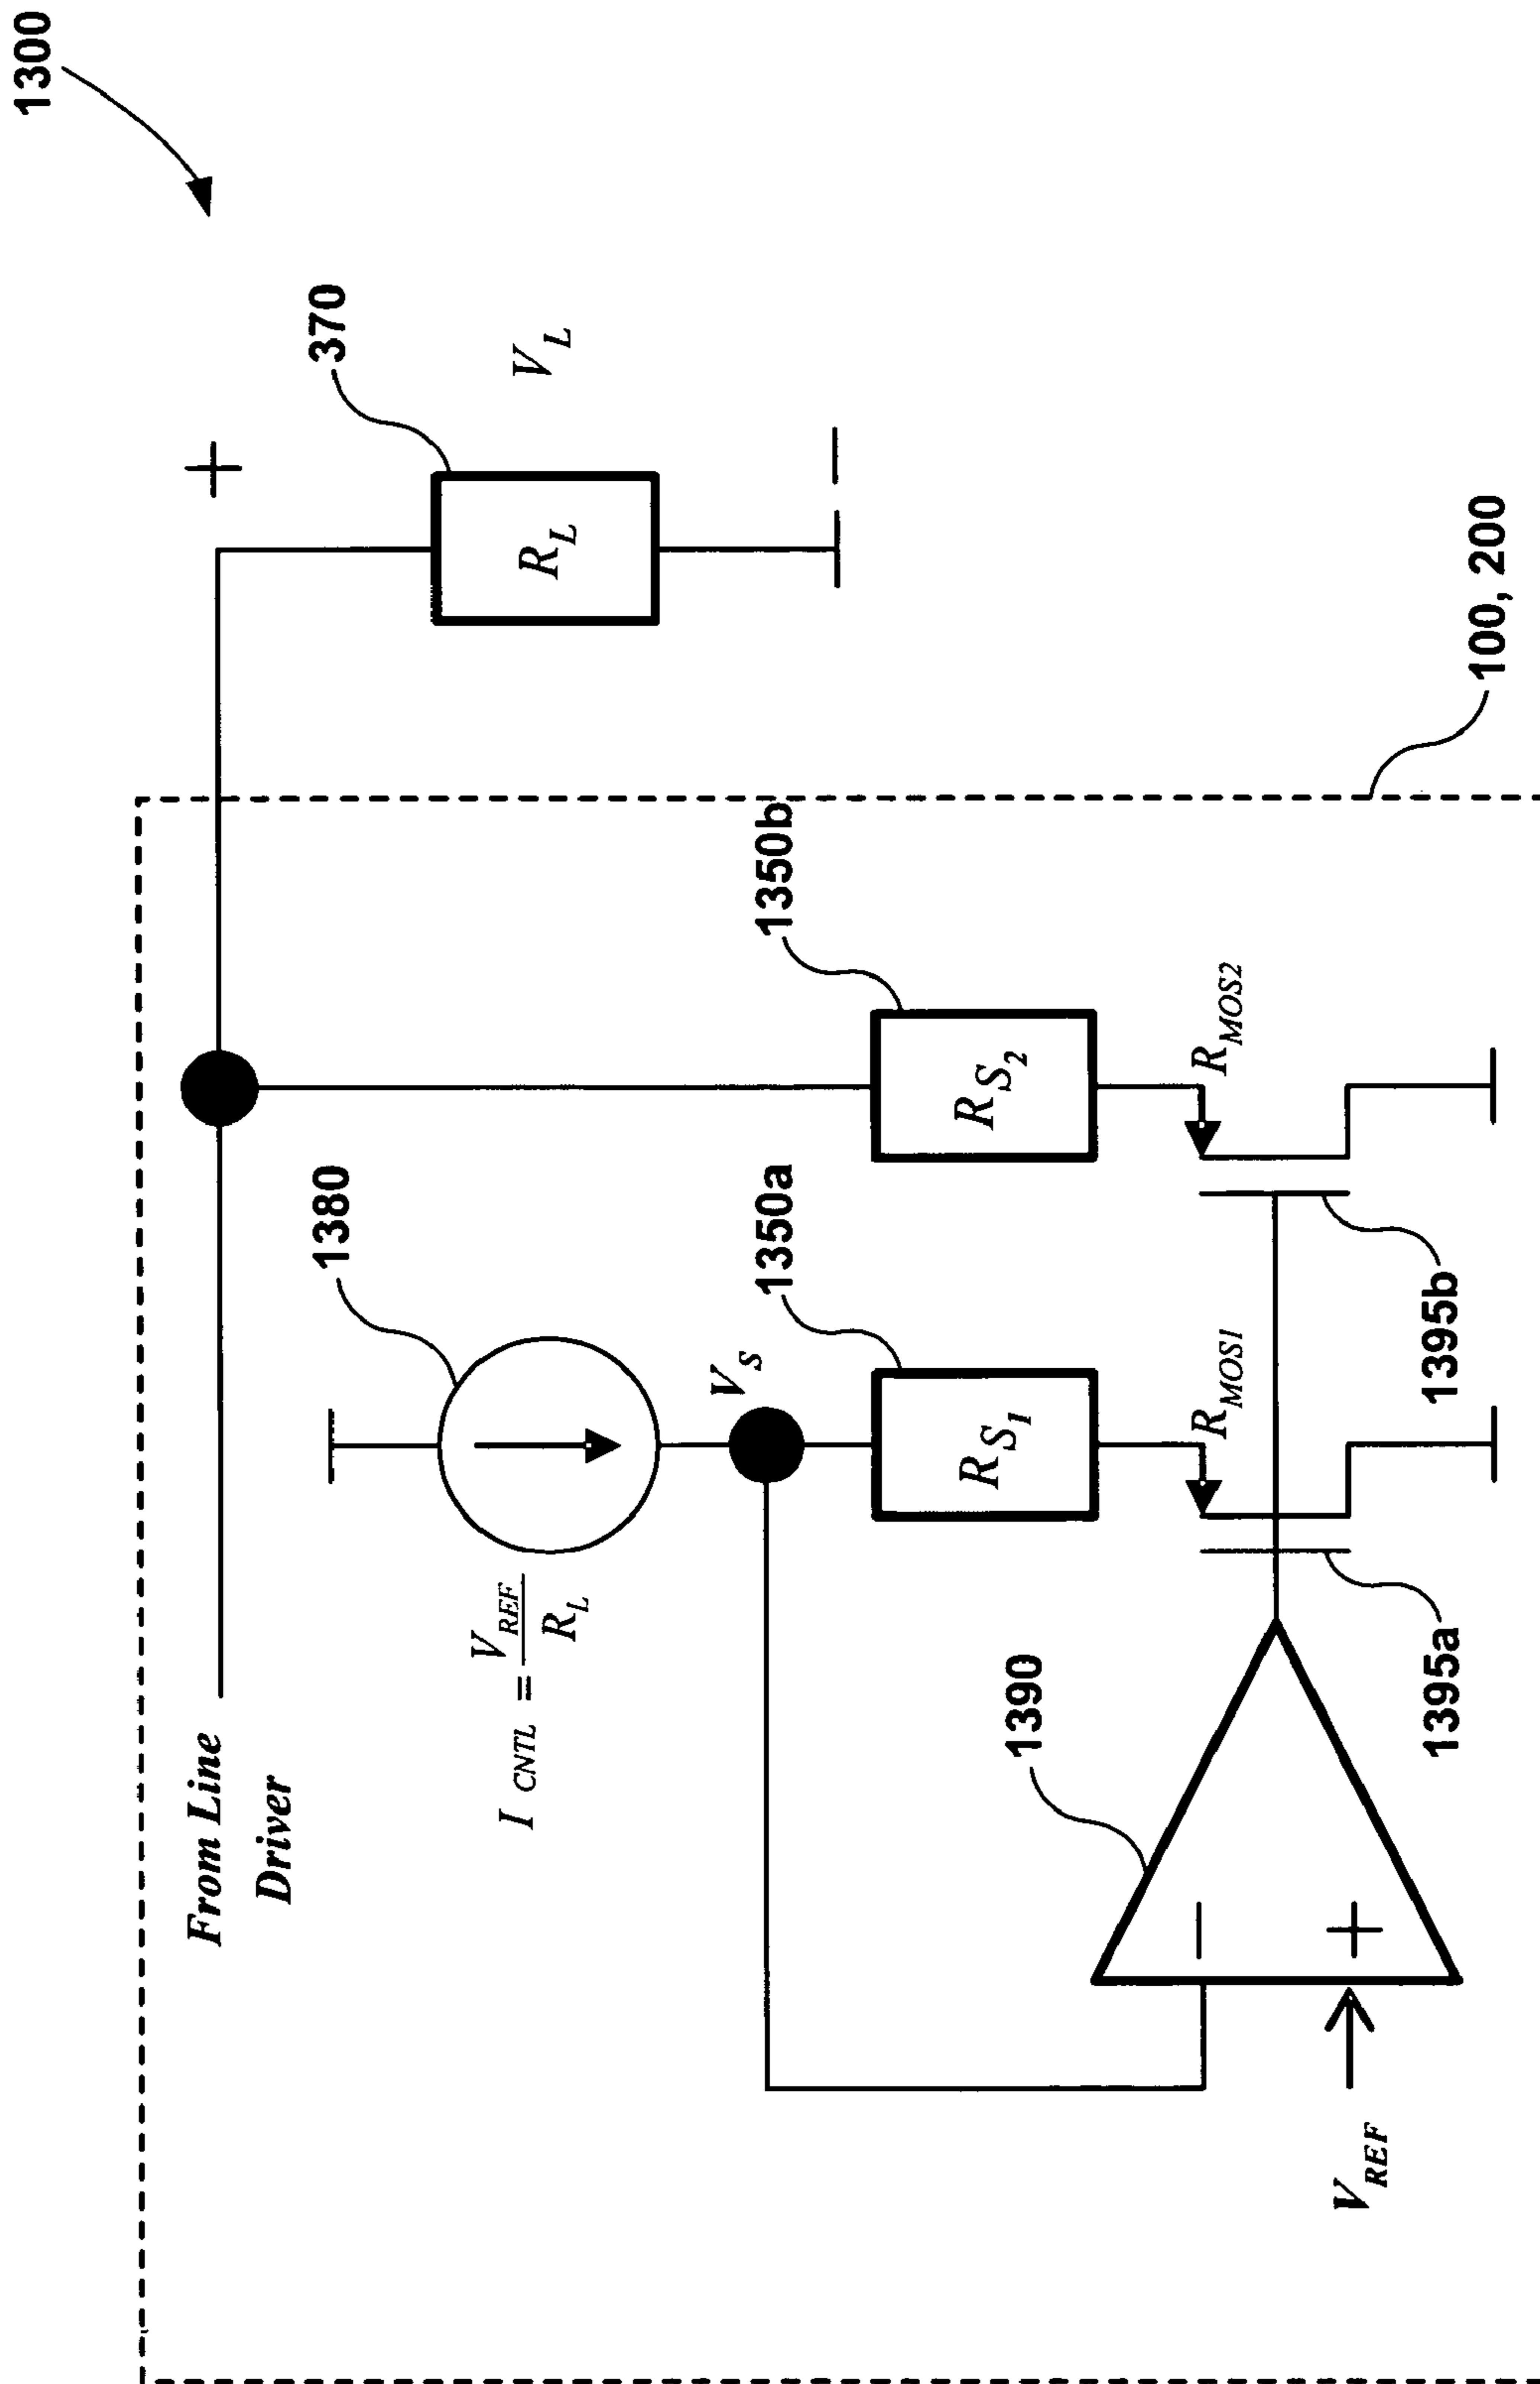 1300
370
+
R_L
V_L
−
100, 200
From Line
Driver
1380
I_CNTL = V_REF / R_L
V_S
1350a
1350b
R_S1
R_S2
R_MOS1
R_MOS2
1390
−
+
V_REF
1395a
1395b